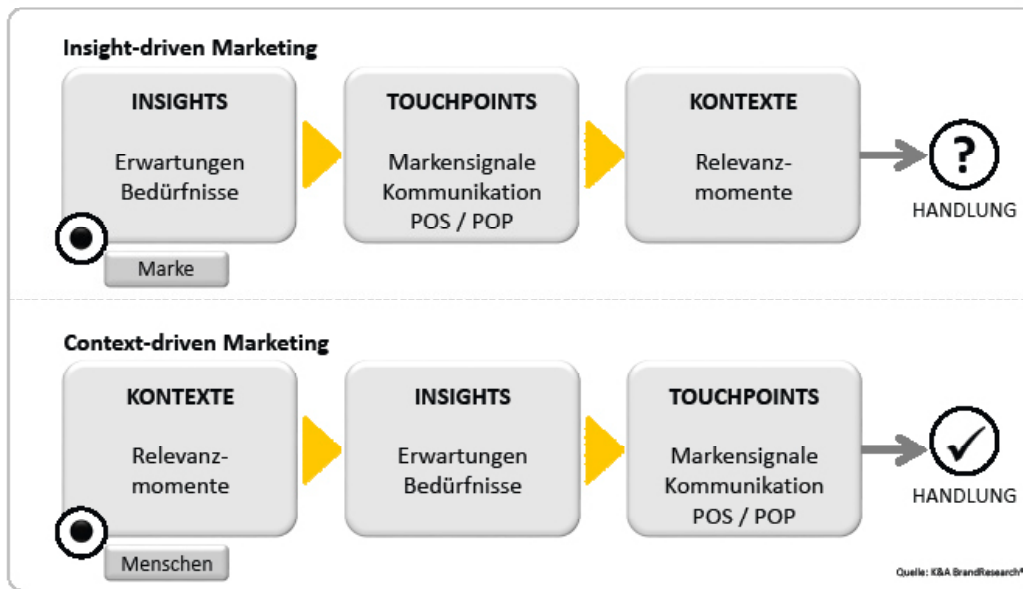 Insight-driven Marketing
INSIGHTS
Erwartungen
Bedürfnisse
Marke
TOUCHPOINTS
Markensignale
Kommunikation
POS / POP
KONTEXTE
Relevanz-
momente
?
HANDLUNG
Context-driven Marketing
KONTEXTE
Relevanz-
momente
Menschen
INSIGHTS
Erwartungen
Bedürfnisse
TOUCHPOINTS
Markensignale
Kommunikation
POS / POP
HANDLUNG
Quelle: K&A BrandResearch®